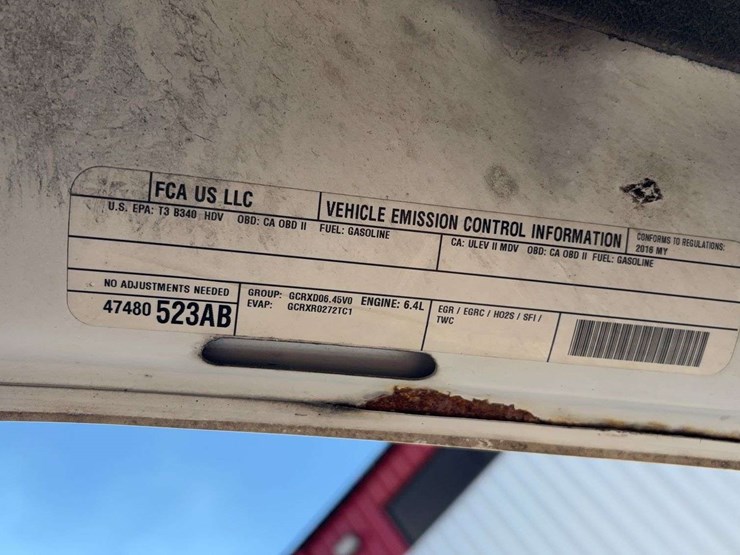 FCA US LLC
VEHICLE EMISSION CONTROL INFORMATION
CONFORMS TO REGULATIONS:
2016 MY
U.S. EPA: T3 B340 HDV OBD: CA OBD II FUEL: GASOLINE
CA: ULEV II MDV OBD: CA OBD II FUEL: GASOLINE
NO ADJUSTMENTS NEEDED
47480 523AB
GROUP: GCRXD06.45V0 ENGINE: 6.4L
EVAP: GCRXR0272TC1
EGR / EGRC / HO2S / SFI /
TWC